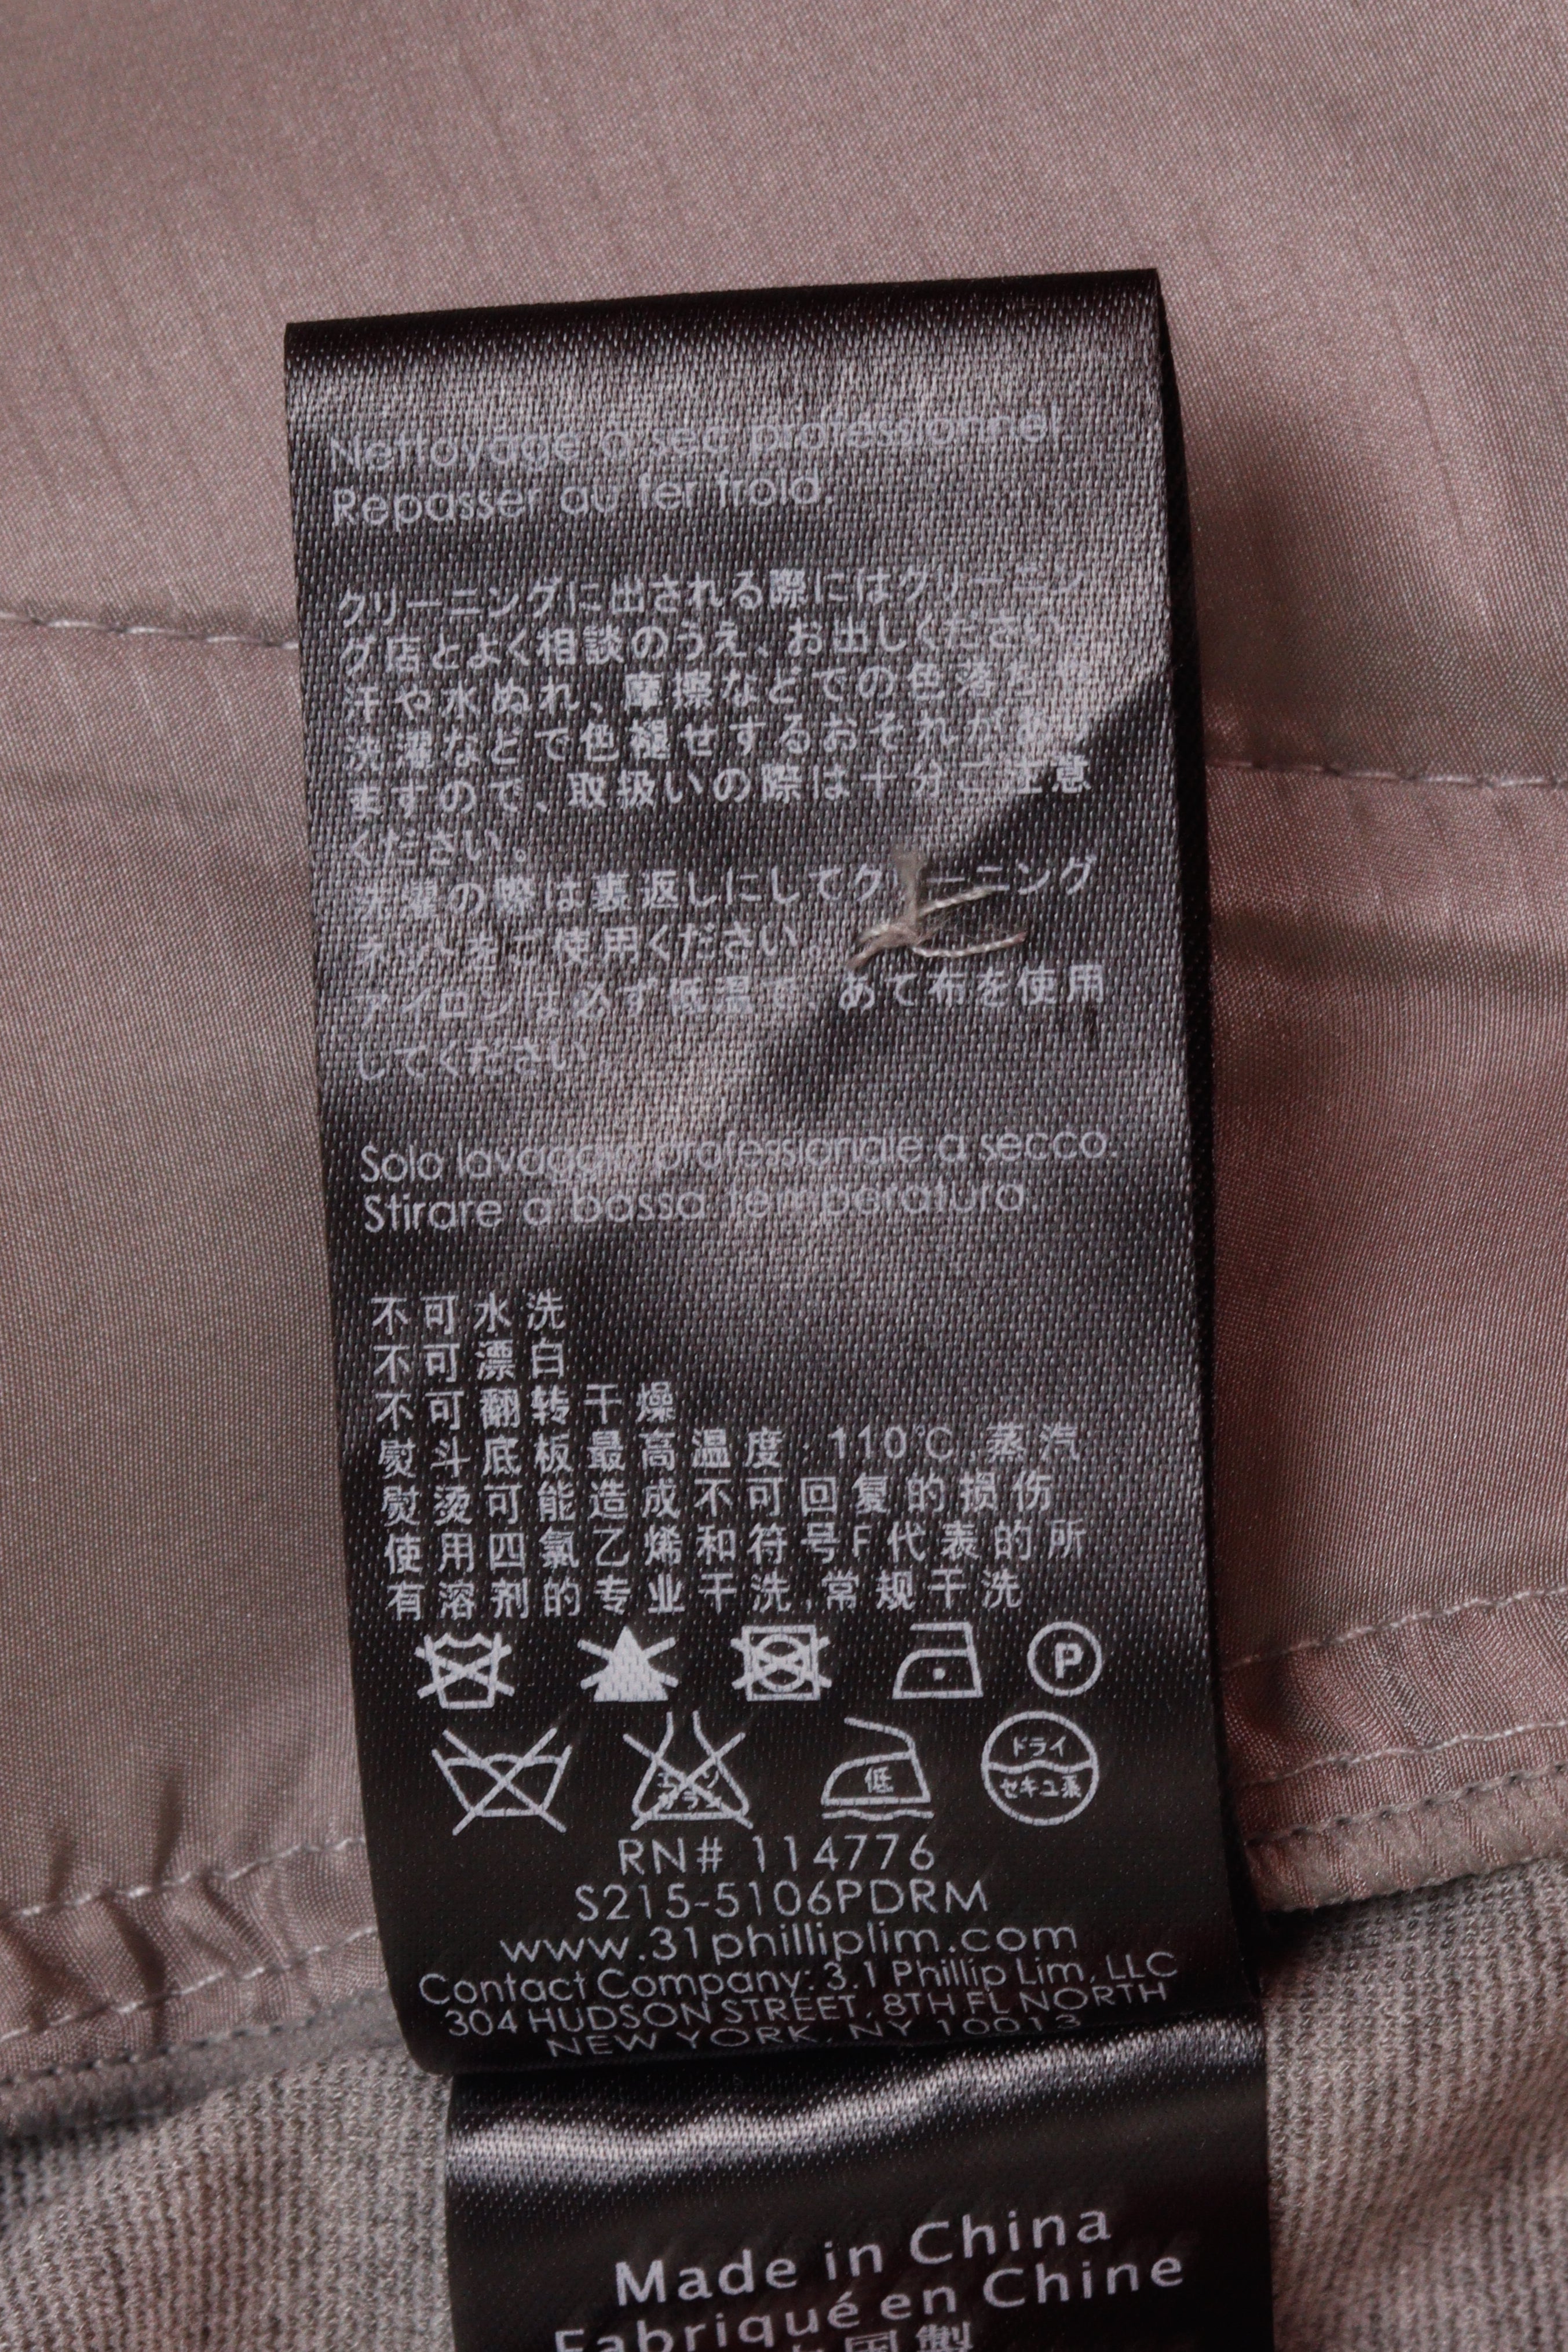 Nettoyage a sec professionnel
Repasser au fer froid.
クリーニングに出される際にはクリーニン
グ店とよく相談のうえ、お出しください。
汗や水ぬれ、摩擦などでの色落ち
洗濯などで色褪せするおそれがあり
ますので、取扱いの際は十分ご注意
ください。
洗濯の際は裏返しにしてクリーニング
ネットをご使用ください。
アイロンは必ず低温で、あて布を使用
してください。
Solo lavaggio professionale a secco.
Stirare a bassa temperatura
不可水洗
不可漂白
不可翻转干燥
熨斗底板最高温度·110℃,蒸汽
熨烫可能造成不可回复的损伤
使用四氯乙烯和符号F代表的所
有溶剂的专业干洗,常规干洗
P
エンソ
サラシ
低
ドライ
セキユ系
RN# 114776
S215-5106PDRM
www.31philliplim.com
Contact Company: 3.1 Phillip Lim, LLC
304 HUDSON STREET, 8TH FL NORTH
NEW YORK, NY 10013
Made in China
Fabriqué en Chine
中国製